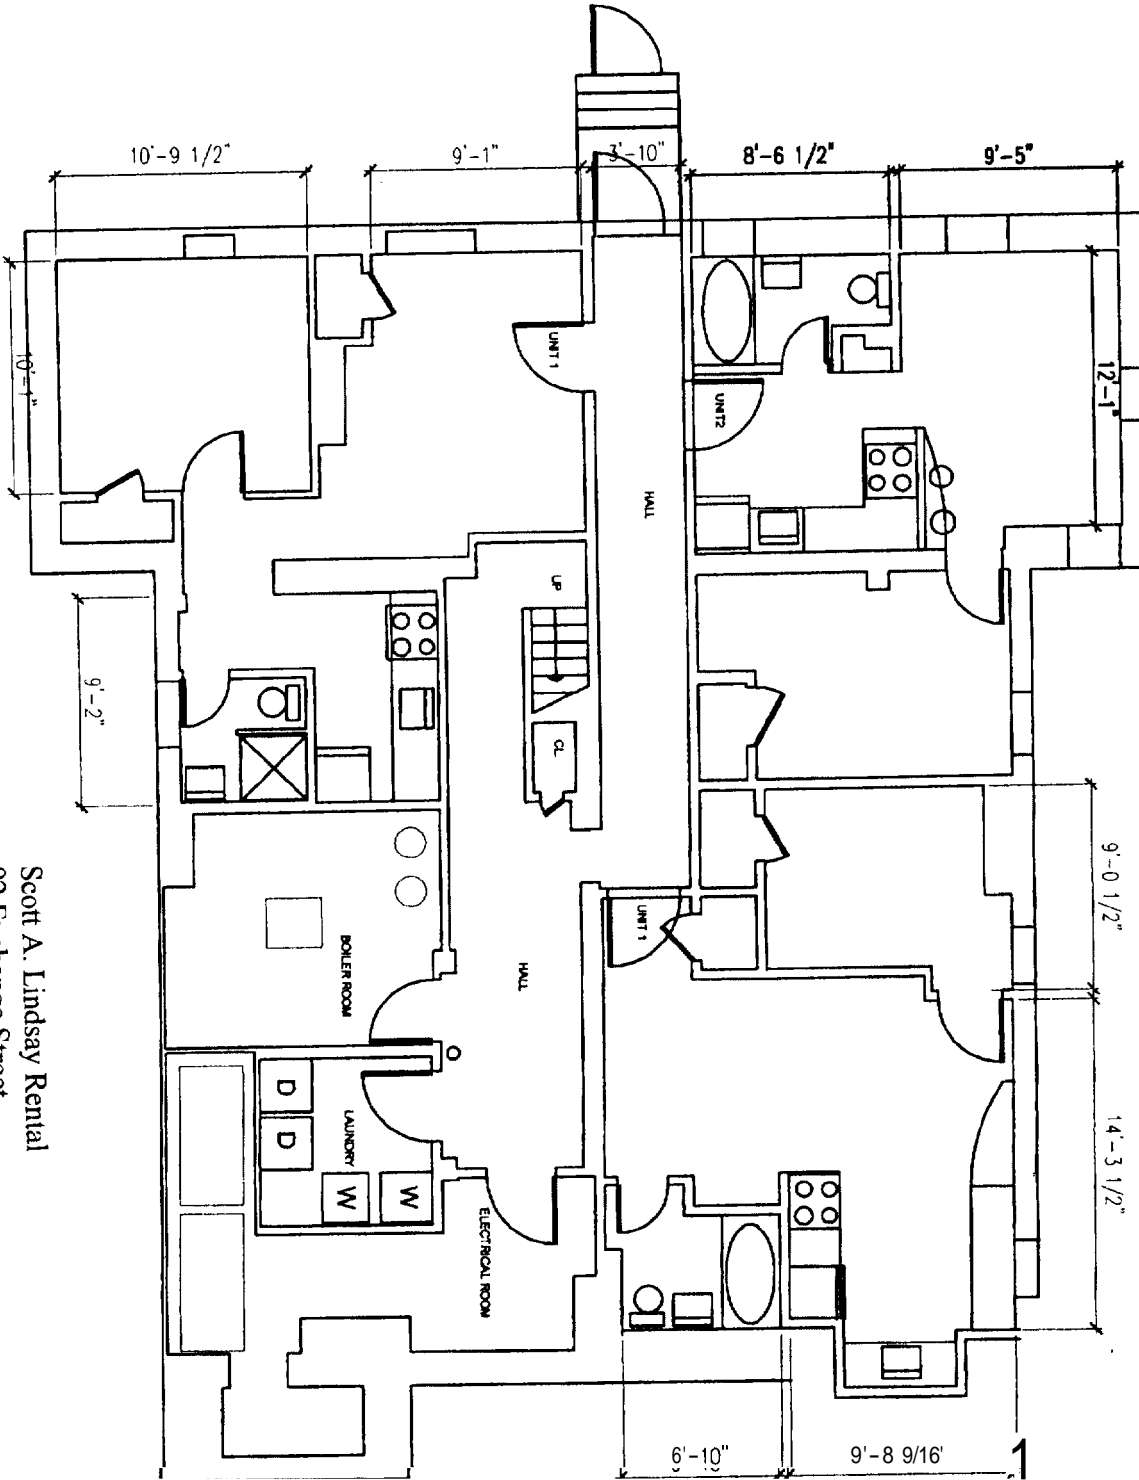 10'-9 1/2"
9'-1"
3'-10"
8'-6 1/2"
9'-5"
10'-1"
12'-1"
UNIT 1
UNIT2
HALL
UP
CL
9'-2"
9'-0 1/2"
UNIT 1
BOILER ROOM
HALL
14'-3 1/2"
D
D
LAUNDRY
W
W
ELECTRICAL ROOM
6'-10"
9'-8 9/16'
1
Scott A. Lindsay Rental